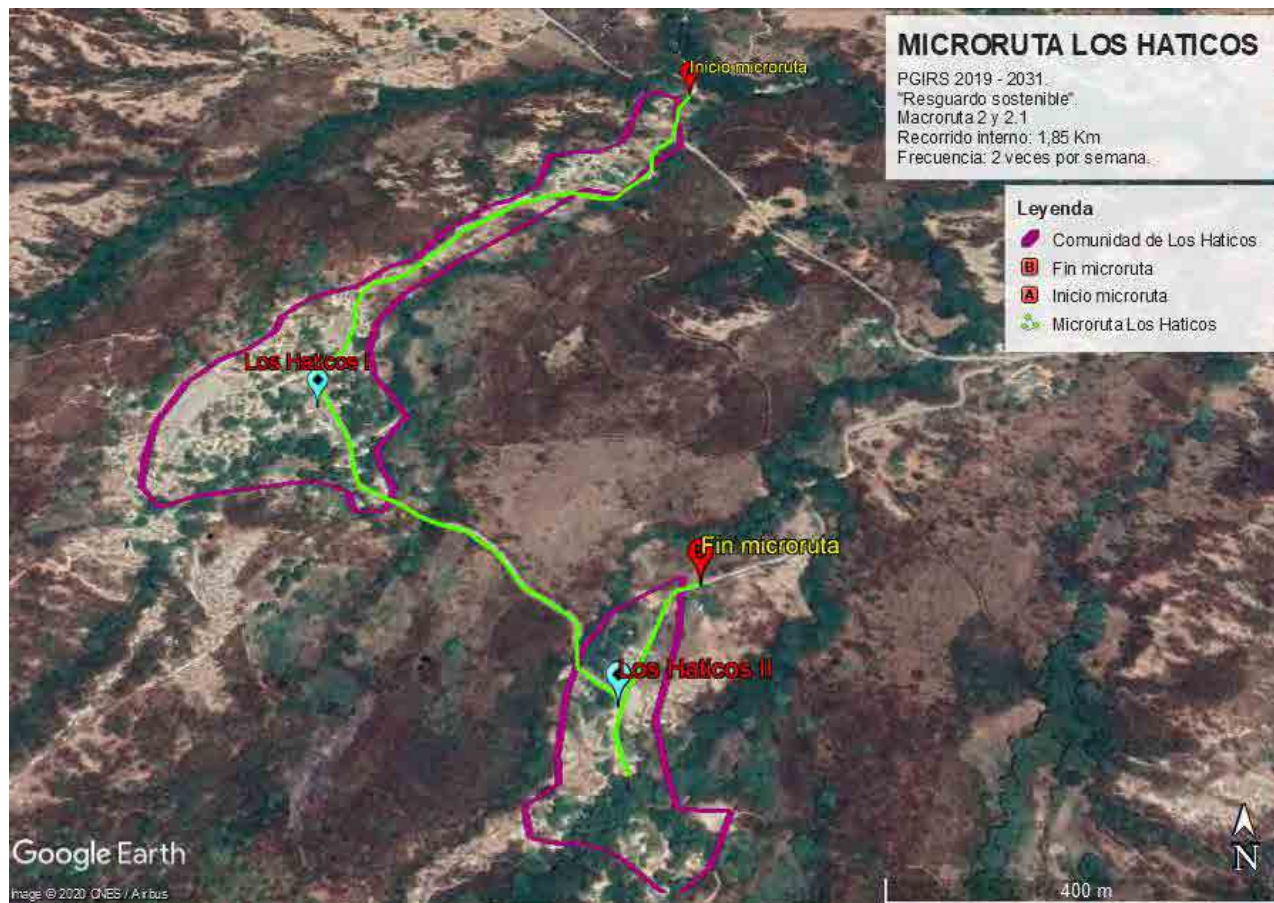 MICRORUTA LOS HATICOS
PGIRS 2019 - 2031.
"Resguardo sostenible"
Macroruta 2 y 2.1
Recorrido interno: 1,85 Km
Frecuencia: 2 veces por semana.
Leyenda
Comunidad de Los Haticos
B Fin microruta
A Inicio microruta
Microruta Los Haticos
Inicio microruta
Los Haticos I
Fin microruta
Los Haticos II
Google Earth
Image © 2020 CNES / Airbus
N
400 m